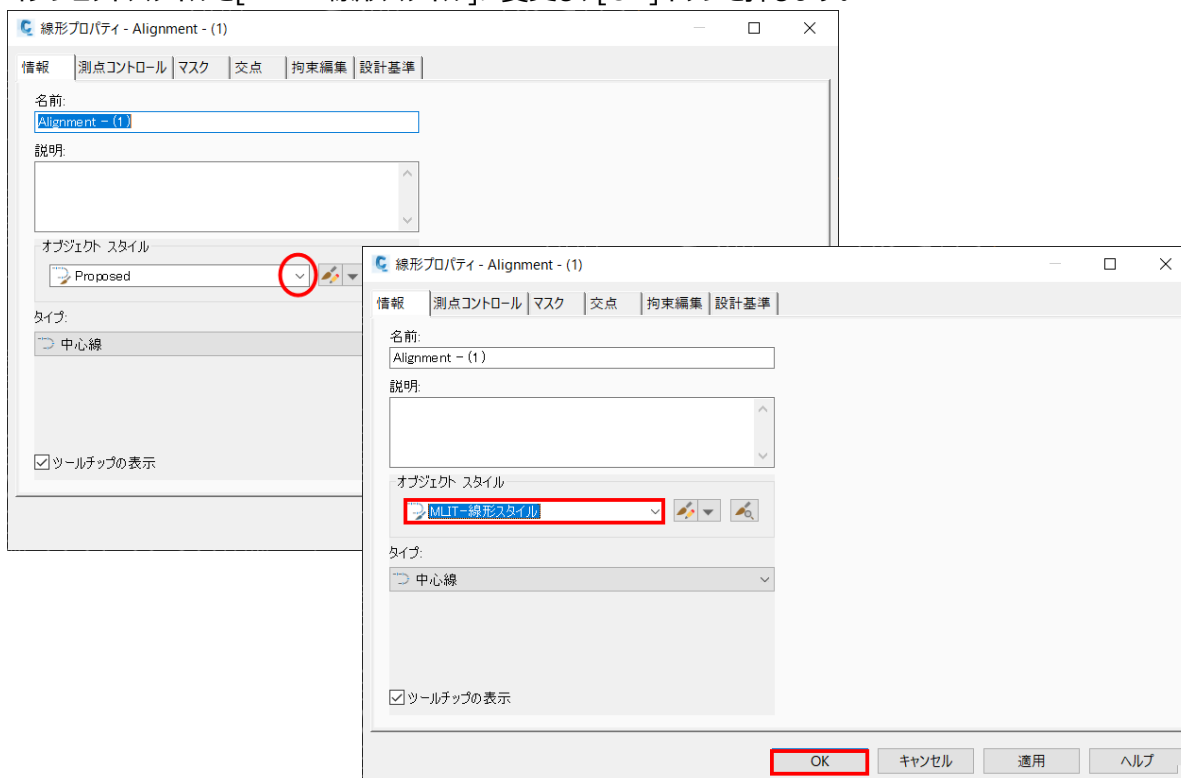 線形プロパティ - Alignment - (1)
情報 測点コントロール マスク 交点 拘束編集 設計基準
名前:
Alignment - (1)
説明:
オブジェクト スタイル
Proposed
タイプ:
中心線
ツールチップの表示
線形プロパティ - Alignment - (1)
情報 測点コントロール マスク 交点 拘束編集 設計基準
名前:
Alignment - (1)
説明:
オブジェクト スタイル
MLIT-線形スタイル
タイプ:
中心線
ツールチップの表示
OK キャンセル 適用 ヘルプ